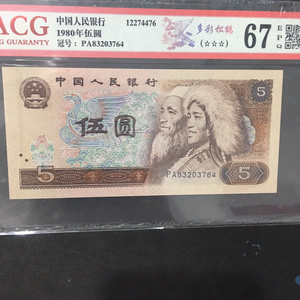 ACG
GUARANTY
中国人民银行 12274476
1980年伍圆
冠号: PA83203764
多彩松鹤
(☆☆☆)
67
EPQ
中国人民银行
5
伍圆
PA83203764
5
5